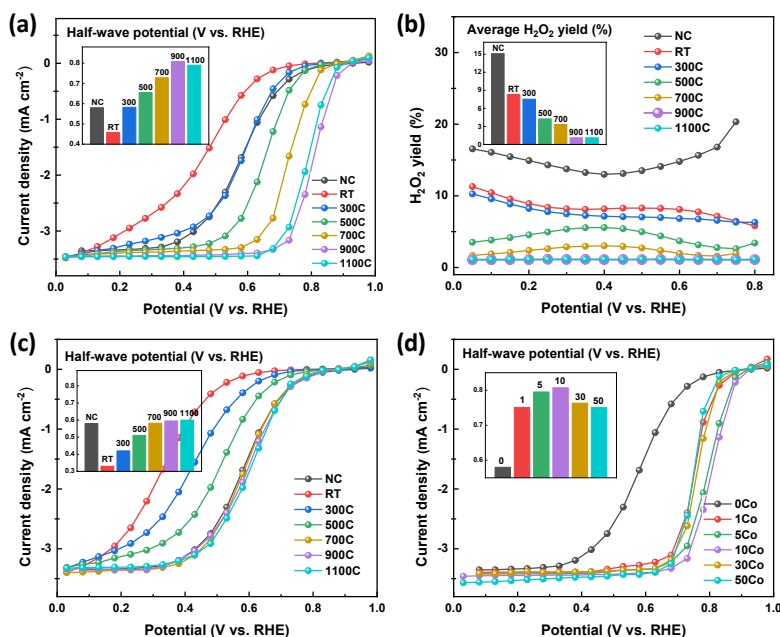 (a)
Half-wave potential (V vs. RHE)
0.8
0.7
0.6
0.5
0.4
NC
RT
300
500
700
900
1100
NC
RT
300C
500C
700C
900C
1100C
0
-1
-2
-3
Current density (mA cm-2)
0.0 0.2 0.4 0.6 0.8 1.0
Potential (V vs. RHE)
(b)
Average H2O2 yield (%)
15
12
9
6
3
0
NC
RT
300
500
700
900
1100
NC
RT
300C
500C
700C
900C
1100C
30
25
20
15
10
5
0
H2O2 yield (%)
0.0 0.2 0.4 0.6 0.8
Potential (V vs. RHE)
(c)
Half-wave potential (V vs. RHE)
0.8
0.7
0.6
0.5
0.4
0.3
NC
RT
300
500
700
900
1100
NC
RT
300C
500C
700C
900C
1100C
0
-1
-2
-3
Current density (mA cm-2)
0.0 0.2 0.4 0.6 0.8 1.0
Potential (V vs. RHE)
(d)
Half-wave potential (V vs. RHE)
0.8
0.7
0.6
0
1
5
10
30
50
0Co
1Co
5Co
10Co
30Co
50Co
0
-1
-2
-3
Current density (mA cm-2)
0.0 0.2 0.4 0.6 0.8 1.0
Potential (V vs. RHE)